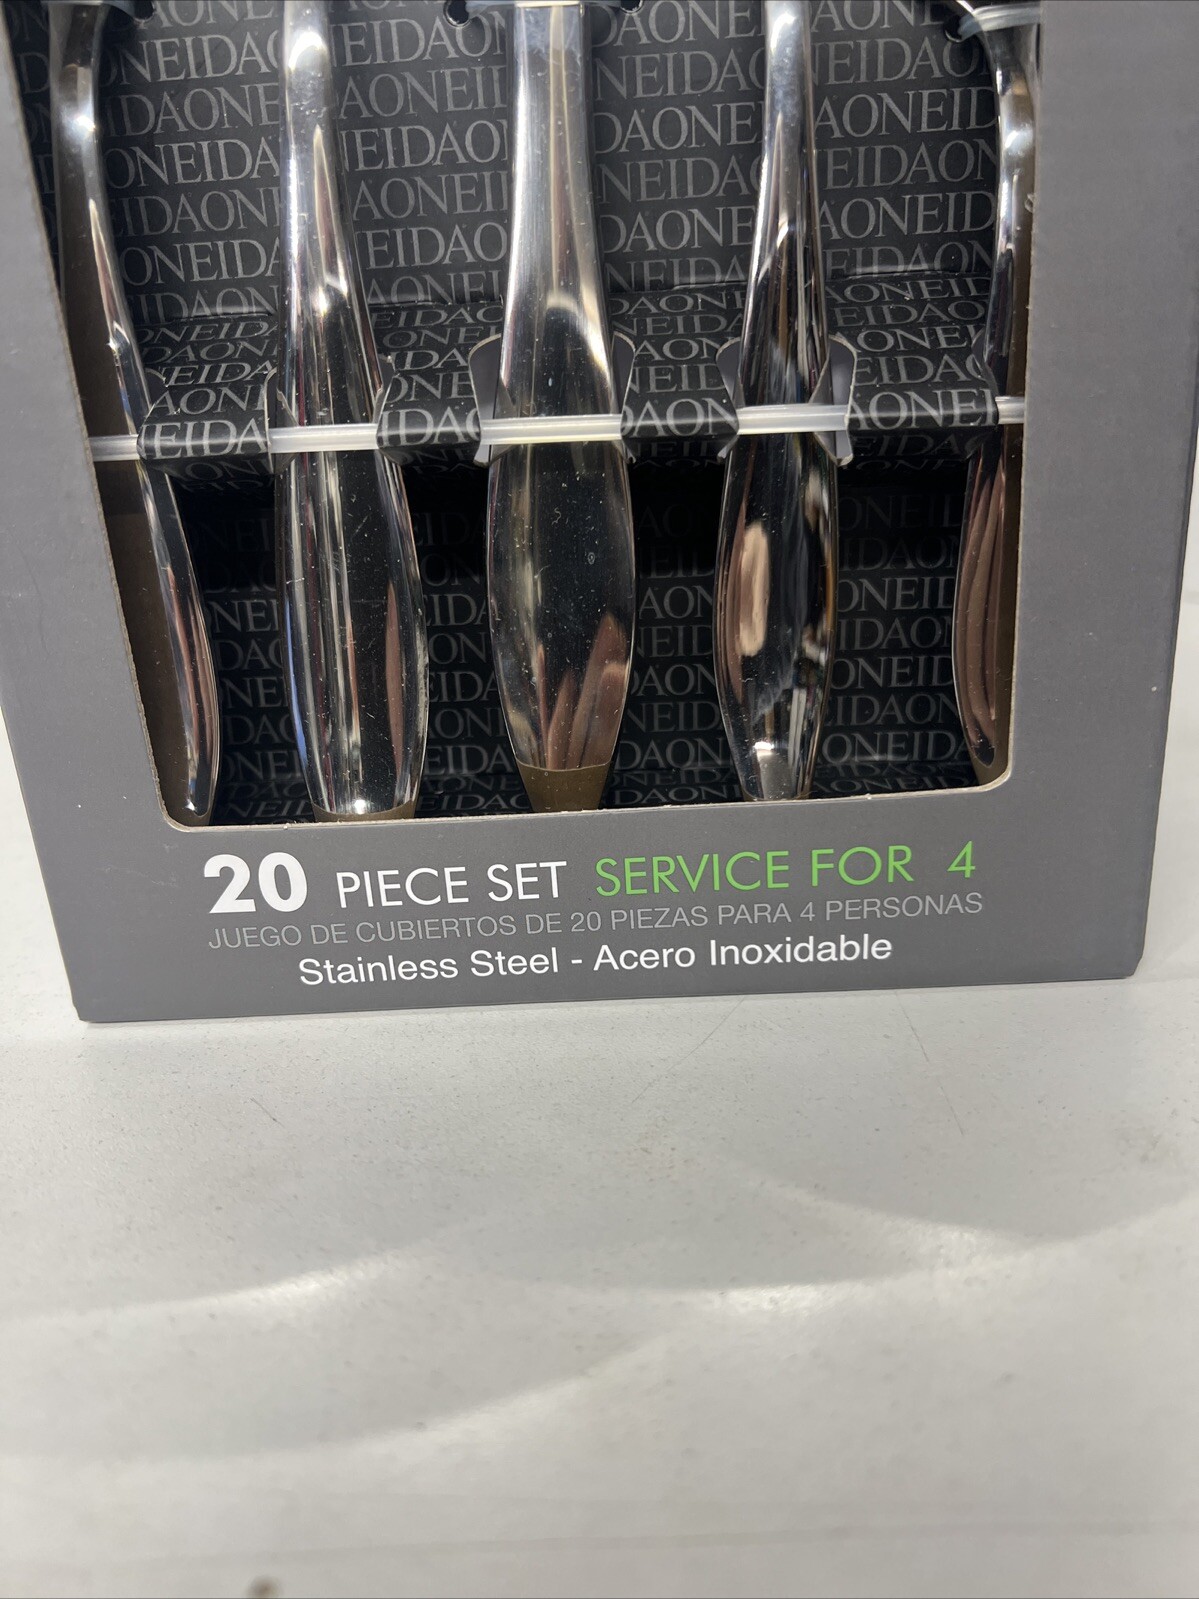 ONEIDA
20 PIECE SET SERVICE FOR 4
JUEGO DE CUBIERTOS DE 20 PIEZAS PARA 4 PERSONAS
Stainless Steel - Acero Inoxidable